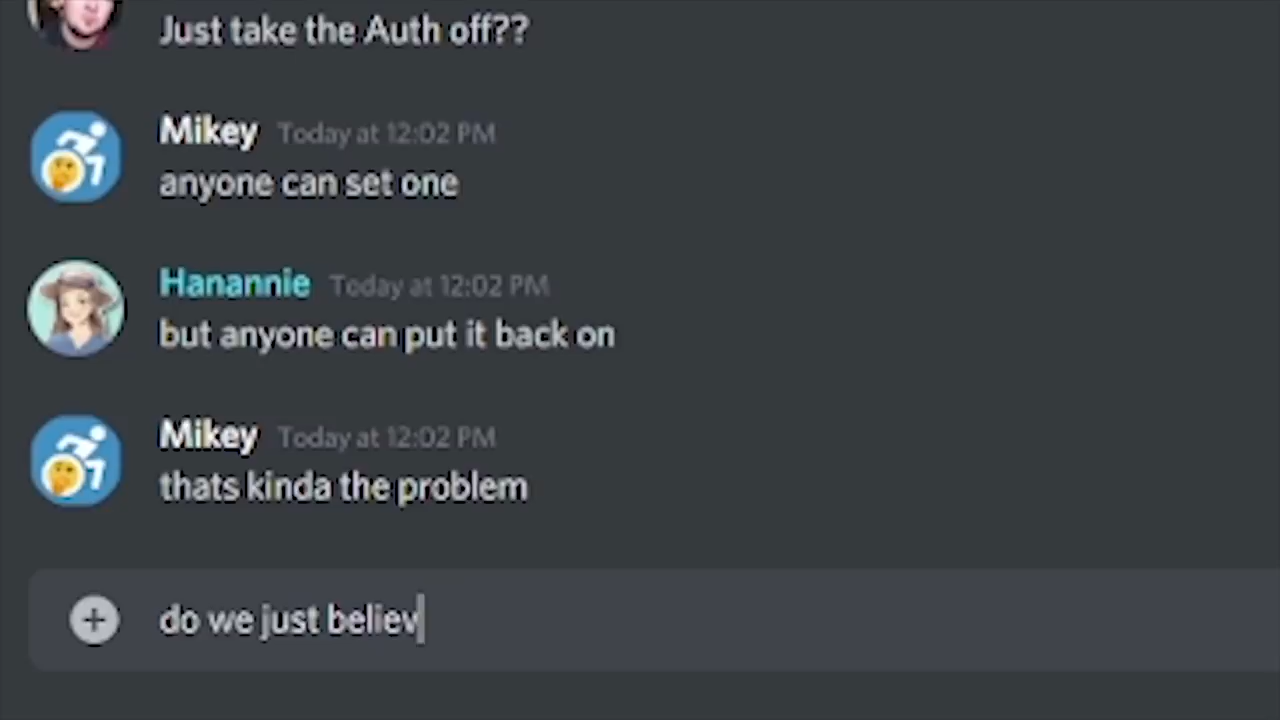 Just take the Auth off??
Mikey Today at 12:02 PM
anyone can set one
Hanannie Today at 12:02 PM
but anyone can put it back on
Mikey Today at 12:02 PM
thats kinda the problem
do we just believ